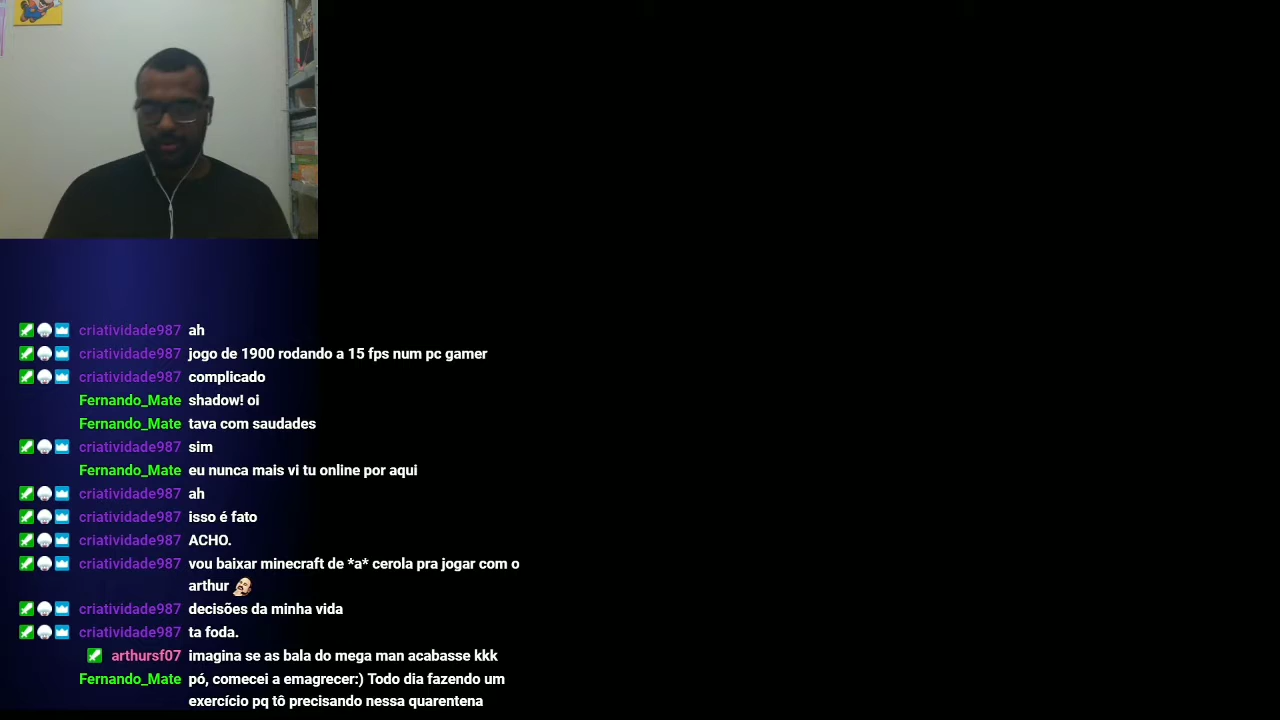 criatividade987 ah
criatividade987 jogo de 1900 rodando a 15 fps num pc gamer
criatividade987 complicado
Fernando_Mate shadow! oi
Fernando_Mate tava com saudades
criatividade987 sim
Fernando_Mate eu nunca mais vi tu online por aqui
criatividade987 ah
criatividade987 isso é fato
criatividade987 ACHO.
criatividade987 vou baixar minecraft de *a* cerola pra jogar com o
arthur
criatividade987 decisões da minha vida
criatividade987 ta foda.
arthursf07 imagina se as bala do mega man acabasse kkk
Fernando_Mate pó, comecei a emagrecer:) Todo dia fazendo um
exercício pq tô precisando nessa quarentena